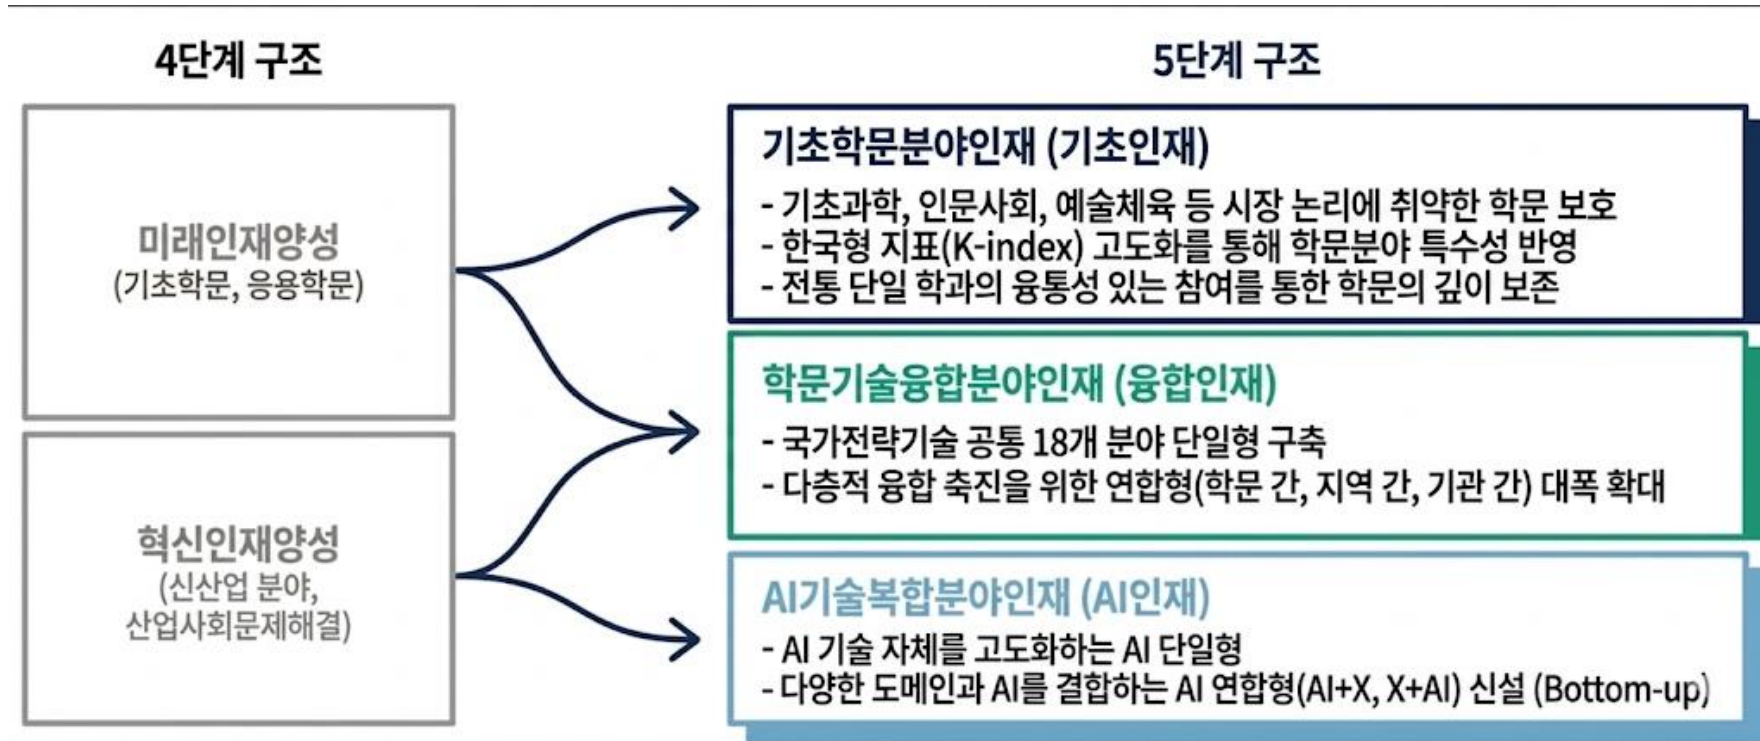 4단계 구조
미래인재양성
(기초학문, 응용학문)
혁신인재양성
(신산업 분야,
산업사회문제해결)
5단계 구조
기초학문분야인재 (기초인재)
- 기초과학, 인문사회, 예술체육 등 시장 논리에 취약한 학문 보호
- 한국형 지표(K-index) 고도화를 통해 학문분야 특수성 반영
- 전통 단일 학과의 융통성 있는 참여를 통한 학문의 깊이 보존
학문기술융합분야인재 (융합인재)
- 국가전략기술 공통 18개 분야 단일형 구축
- 다층적 융합 축진을 위한 연합형(학문 간, 지역 간, 기관 간) 대폭 확대
AI기술복합분야인재 (AI인재)
- AI 기술 자체를 고도화하는 AI 단일형
- 다양한 도메인과 AI를 결합하는 AI 연합형(AI+X, X+AI) 신설 (Bottom-up)